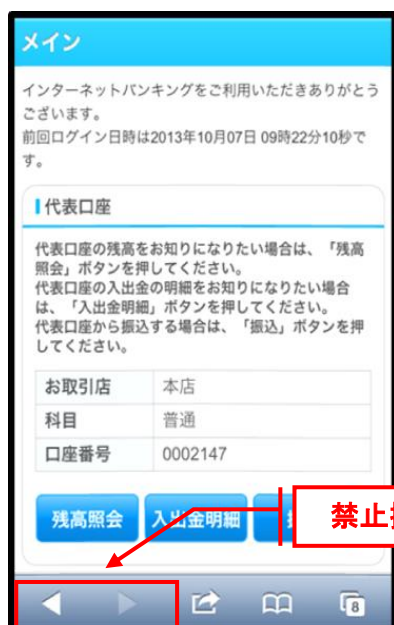 メイン
インターネットバンキングをご利用いただきありがとう
ございます。
前回ログイン日時は2013年10月07日 09時22分10秒で
す。
代表口座
代表口座の残高をお知りになりたい場合は、「残高
照会」ボタンを押してください。
代表口座の入出金の明細をお知りになりたい場合
は、「入出金明細」ボタンを押してください。
代表口座から振込する場合は、「振込」ボタンを押
してください。
お取引店 本店
科目 普通
口座番号 0002147
残高照会 入出金明細
禁止
8